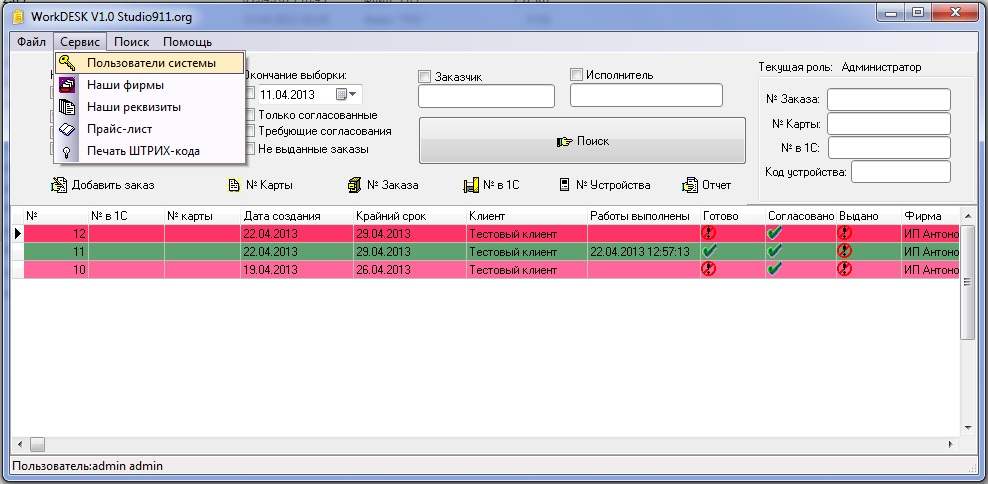 WorkDESK V1.0 Studio911.org
Файл Сервис Поиск Помощь
Пользователи системы
Наши фирмы
Наши реквизиты
Прайс-лист
Печать ШТРИХ-кода
Окончание выборки:
11.04.2013
Только согласованные
Требующие согласования
Не выданные заказы
Заказчик Исполнитель
Поиск
Текущая роль: Администратор
№ Заказа:
№ Карты:
№ в 1С:
Код устройства:
Добавить заказ № Карты № Заказа № в 1С № Устройства Отчет
№ № в 1С № карты Дата создания Крайний срок Клиент Работы выполнены Готово Согласовано Выдано Фирма
12 22.04.2013 29.04.2013 Тестовый клиент ИП Антоно
11 22.04.2013 29.04.2013 Тестовый клиент 22.04.2013 12:57:13 ИП Антоно
10 19.04.2013 26.04.2013 Тестовый клиент ИП Антоно
Пользователь:admin admin